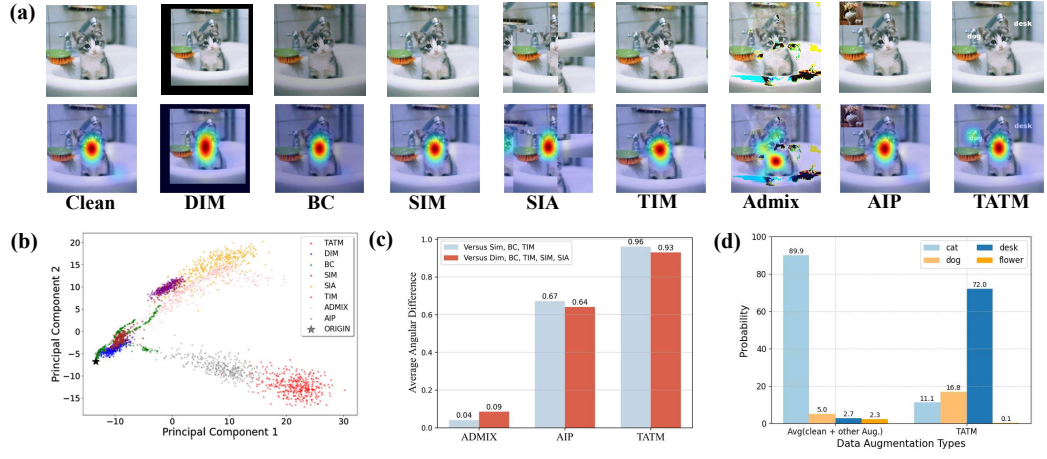 (a)
dog
desk
dog
desk
Clean DIM BC SIM SIA TIM Admix AIP TATM
(b)
Principal Component 2
20
15
10
5
0
−5
−10
−15
−10 0 10 20 30
Principal Component 1
TATM
DIM
BC
SIM
SIA
TIM
ADMIX
AIP
ORIGIN
(c)
Average Angular Difference
1.0
0.8
0.6
0.4
0.2
0.0
Versus Sim, BC, TIM
Versus Dim, BC, TIM, SIM, SIA
0.04 0.09 0.67 0.64 0.96 0.93
ADMIX AIP TATM
(d)
Probability
100
80
60
40
20
0
cat desk
dog flower
89.9 5.0 2.7 2.3 11.1 16.8 72.0 0.1
Avg(clean + other Aug.) TATM
Data Augmentation Types